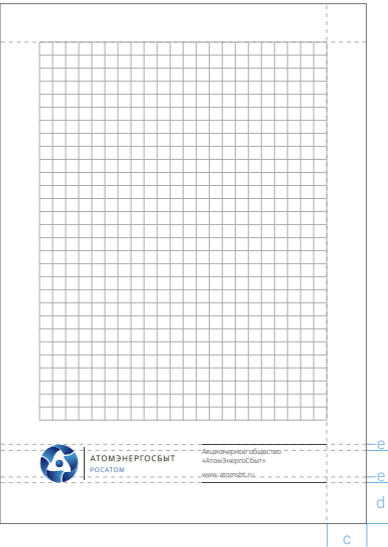 АТОМЭНЕРГОСБЫТ
РОСАТОМ
Акционерное общество
«АтомЭнергоСбыт»
www.atomsbt.ru
e
e
d
c